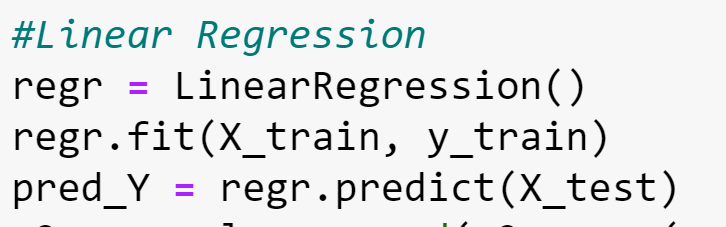 #Linear Regression
regr = LinearRegression()
regr.fit(X_train, y_train)
pred_Y = regr.predict(X_test)